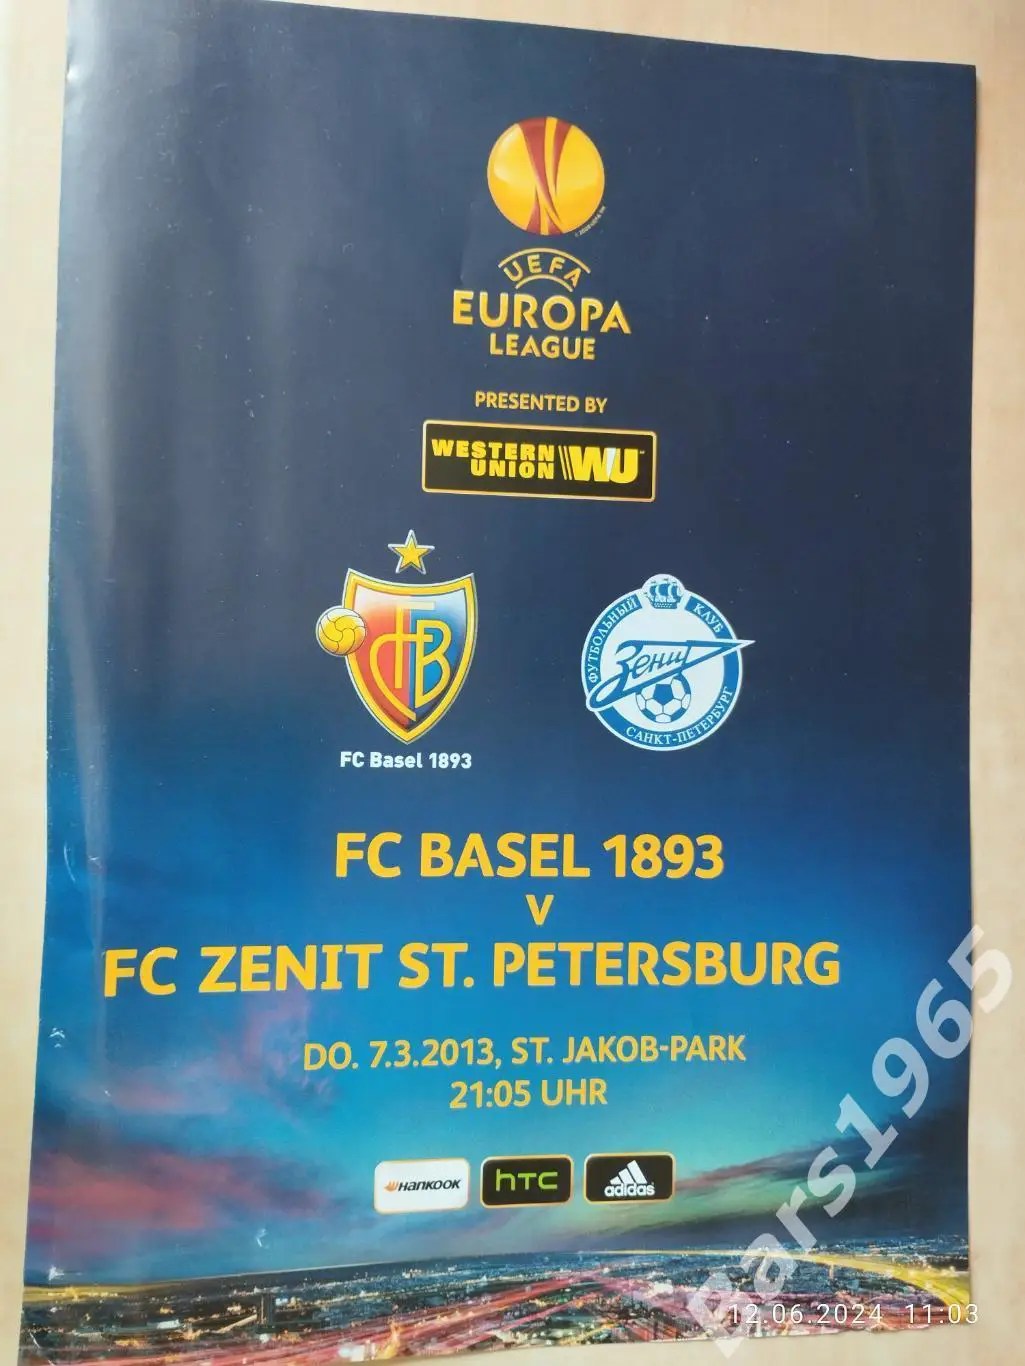 UEFA
EUROPA
LEAGUE
PRESENTED BY
WESTERN
UNION WU
FCB
ФУТБОЛЬНЫЙ КЛУБ
Зенит
САНКТ-ПЕТЕРБУРГ
FC Basel 1893
FC BASEL 1893
V
FC ZENIT ST. PETERSBURG
DO. 7.3.2013, ST. JAKOB-PARK
21:05 UHR
HANKOOK
hTC
adidas
Bars1965
12.06.2024 11:03